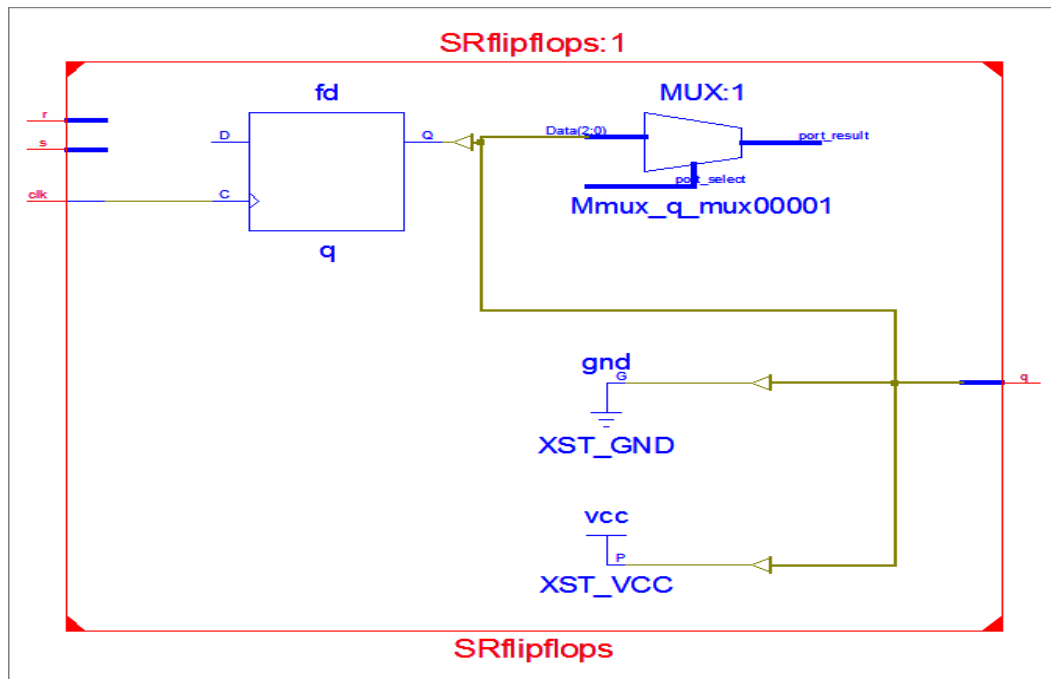 SRflipflops:1
fd
MUX:1
r
s
clk
D
Q
C
q
Data(2:0)
port_result
port_select
Mmux_q_mux00001
gnd
G
XST_GND
q
vcc
P
XST_VCC
SRflipflops